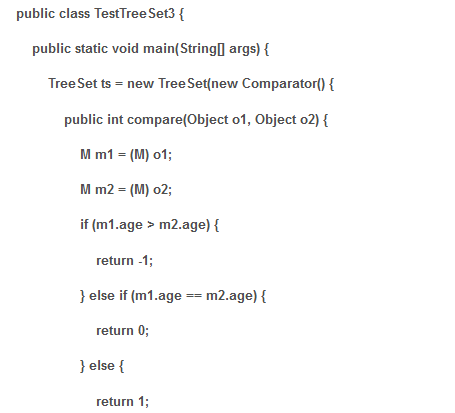 public class TestTreeSet3 {
public static void main(String[] args) {
TreeSet ts = new TreeSet(new Comparator() {
public int compare(Object o1, Object o2) {
M m1 = (M) o1;
M m2 = (M) o2;
if (m1.age > m2.age) {
return -1;
} else if (m1.age == m2.age) {
return 0;
} else {
return 1;